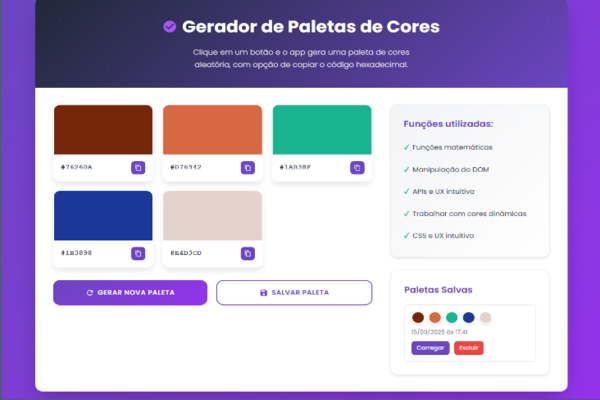 Gerador de Paletas de Cores
Clique em um botão e o app gera uma paleta de cores
aleatória, com opção de copiar o código hexadecimal.
#76260A
#D76942
#1B3898
#E4D3CD
GERAR NOVA PALETA
SALVAR PALETA
Funções utilizadas:
✓ Funções matemáticas
✓ Manipulação do DOM
✓ APIs e UX intuitiva
✓ Trabalhar com cores dinâmicas
✓ CSS e UX intuitiva
Paletas Salvas
15/03/2025 às 17:41
Carregar
Excluir